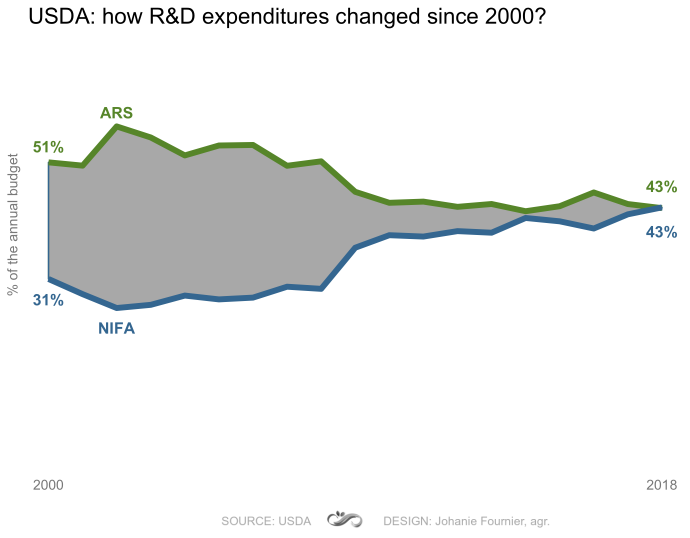 USDA: how R&D expenditures changed since 2000?
ARS
51%
43%
% of the annual budget
43%
31%
NIFA
2000
2018
SOURCE: USDA
DESIGN: Johanie Fournier, agr.